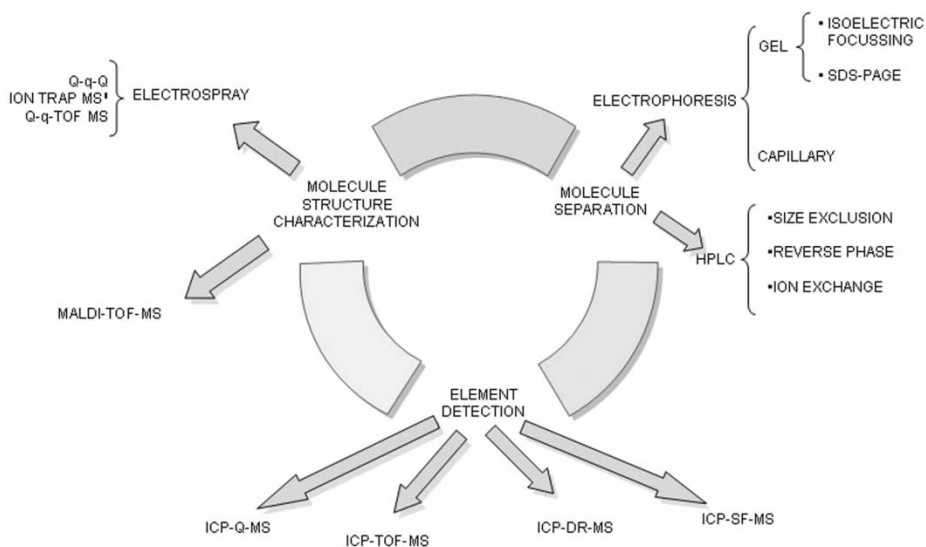 Q-q-Q
ION TRAP MS
Q-q-TOF MS
ELECTROSPRAY
MOLECULE
STRUCTURE
CHARACTERIZATION
MALDI-TOF-MS
MOLECULE
SEPARATION
ELECTROPHORESIS
GEL
▪ ISOELECTRIC
FOCUSSING
▪ SDS-PAGE
CAPILLARY
HPLC
▪SIZE EXCLUSION
▪REVERSE PHASE
▪ION EXCHANGE
ELEMENT
DETECTION
ICP-Q-MS
ICP-TOF-MS
ICP-DR-MS
ICP-SF-MS